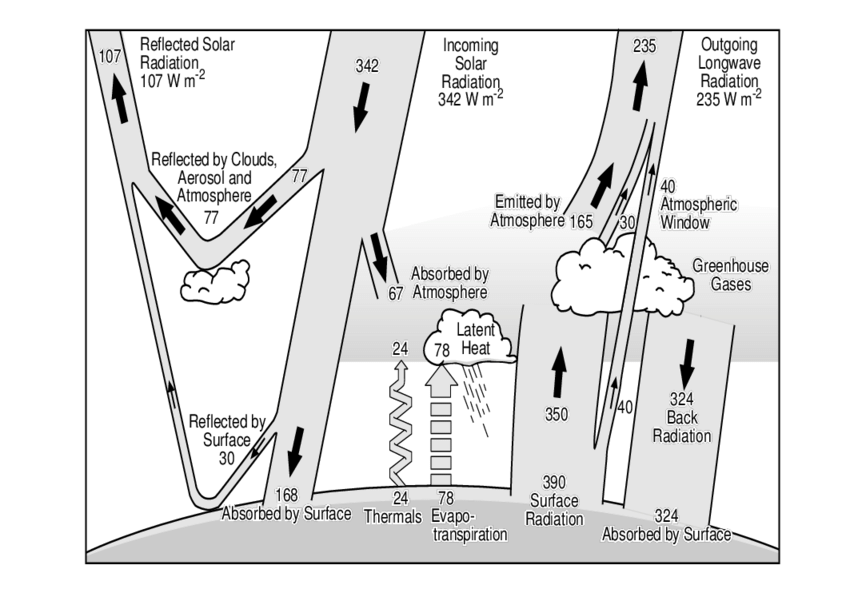 107
Reflected Solar
Radiation
107 W m-2
342
Incoming
Solar
Radiation
342 W m-2
235
Outgoing
Longwave
Radiation
235 W m-2
Reflected by Clouds,
Aerosol and
Atmosphere
77
77
Emitted by
Atmosphere 165
30
40
Atmospheric
Window
Greenhouse
Gases
67
Absorbed by
Atmosphere
24
78
Latent
Heat
350
40
324
Back
Radiation
Reflected by
Surface
30
168
Absorbed by Surface
24
Thermals
78
Evapo-
transpiration
390
Surface
Radiation
324
Absorbed by Surface